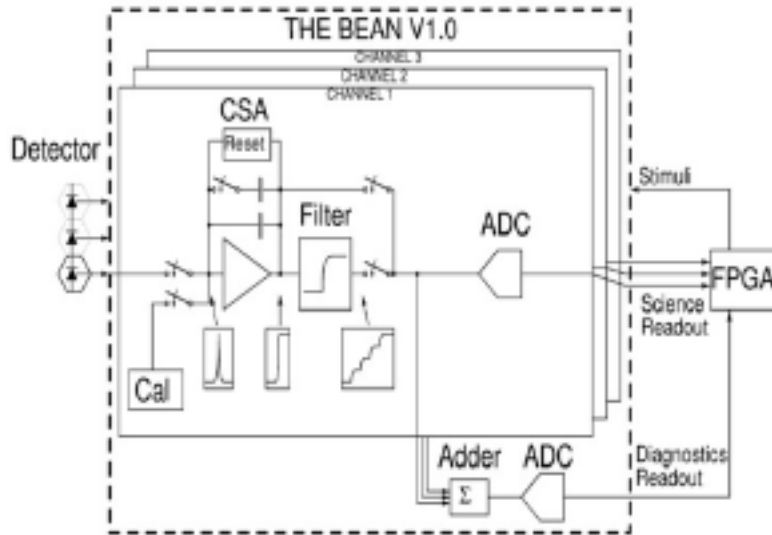 THE BEAN V1.0
CHANNEL 3
CHANNEL 2
CHANNEL 1
CSA
Reset
Detector
Stimuli
Filter
ADC
FPGA
Science
Readout
Cal
Adder
ADC
Diagnostics
Readout
Σ